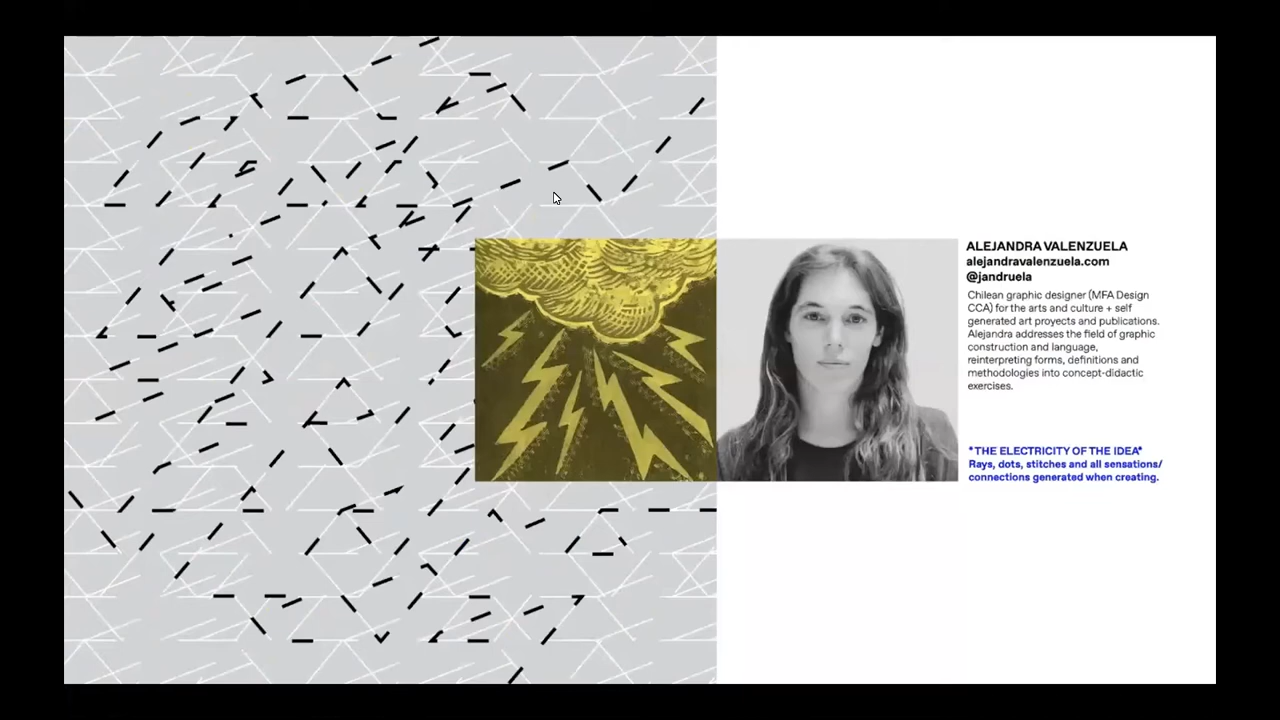 ALEJANDRA VALENZUELA
alejandravalenzuela.com
@jandruela
Chilean graphic designer (MFA Design
CCA) for the arts and culture + self
generated art proyects and publications.
Alejandra addresses the field of graphic
construction and language,
reinterpreting forms, definitions and
methodologies into concept-didactic
exercises.
*THE ELECTRICITY OF THE IDEA*
Rays, dots, stitches and all sensations/
connections generated when creating.